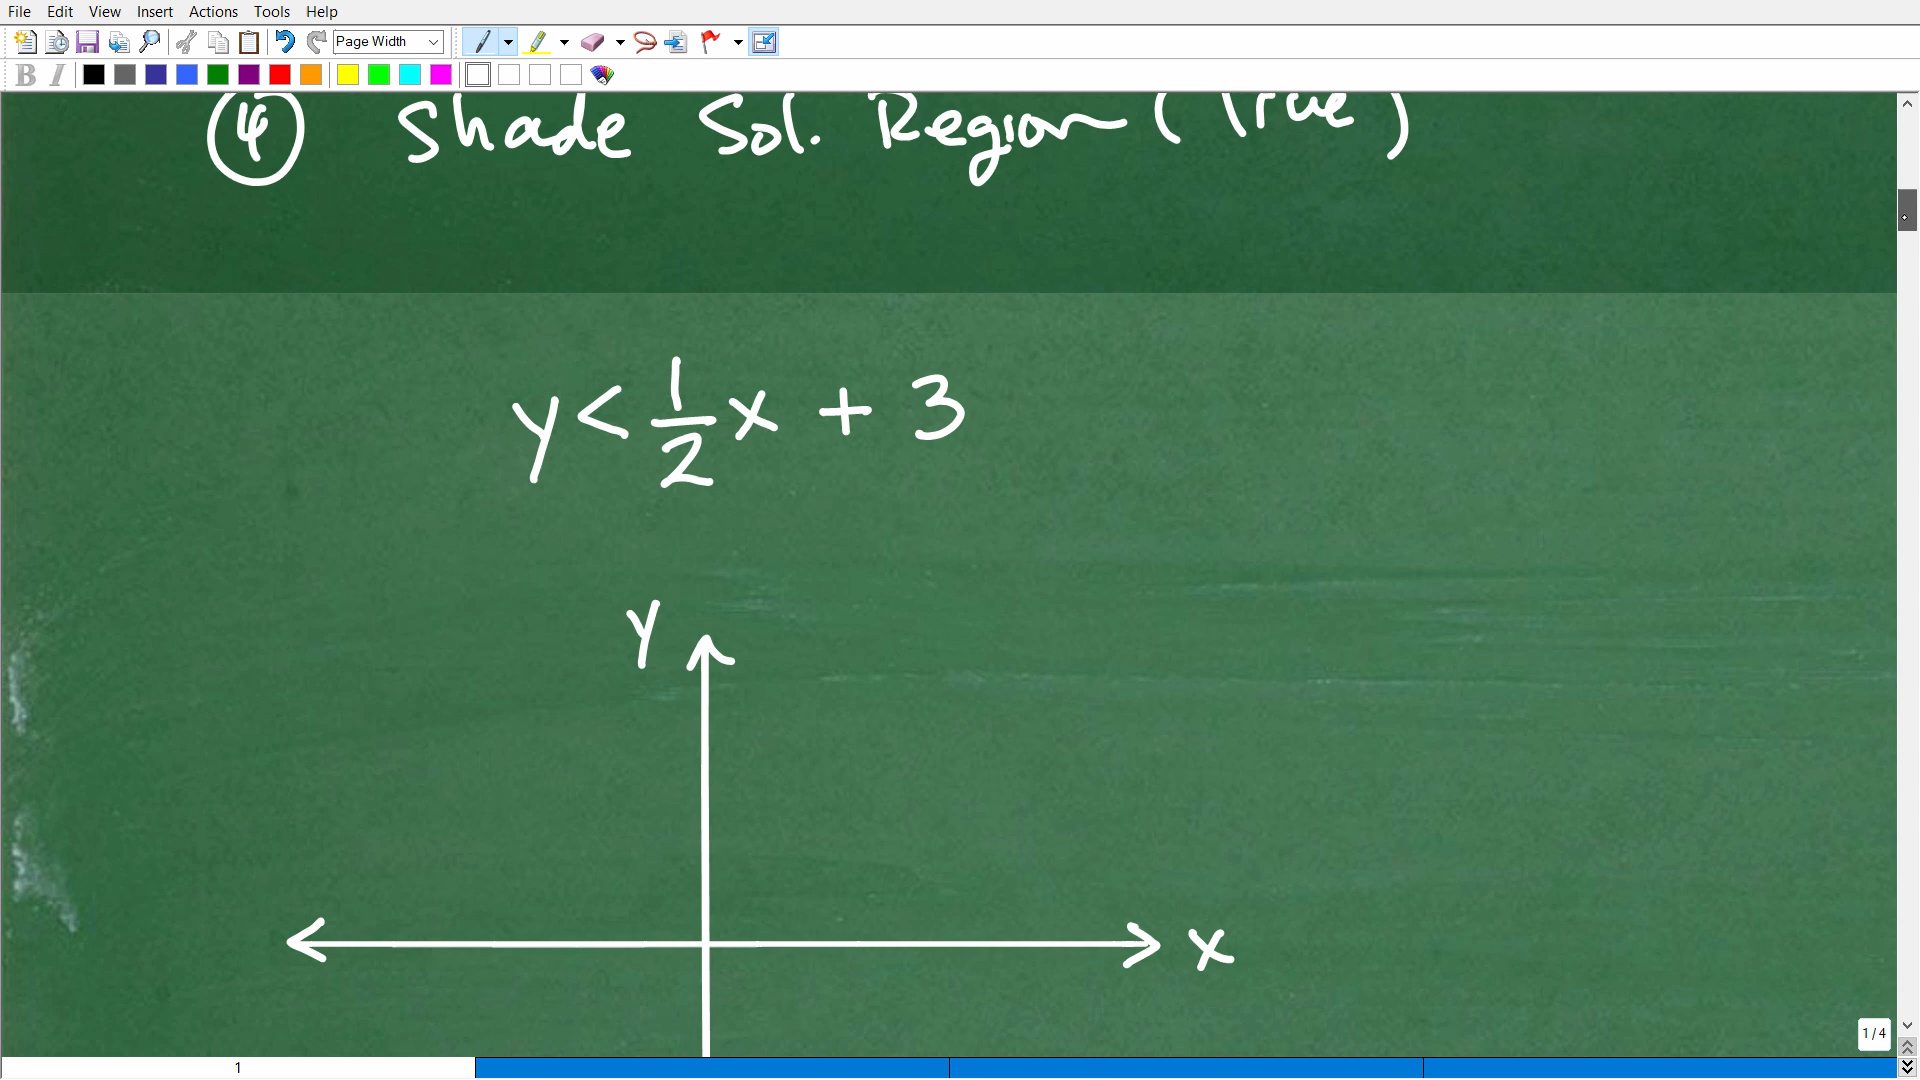 File Edit View Insert Actions Tools Help
Page Width
B I
④ Shade Sol. Region (True)
y < 1/2 x + 3
y
x
1 / 4
1